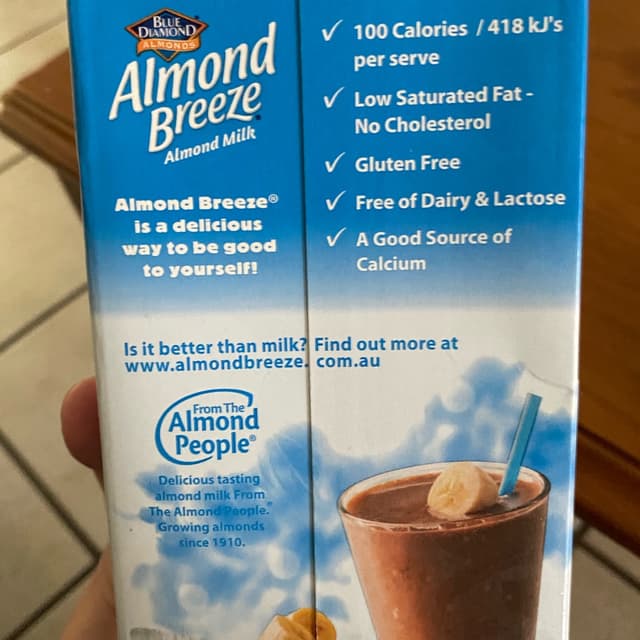 BLUE
DIAMOND
ALMONDS
Almond
Breeze
Almond Milk
Almond Breeze®
is a delicious
way to be good
to yourself!
✓ 100 Calories / 418 kJ's
per serve
✓ Low Saturated Fat -
No Cholesterol
✓ Gluten Free
✓ Free of Dairy & Lactose
✓ A Good Source of
Calcium
Is it better than milk? Find out more at
www.almondbreeze.com.au
From The
Almond
People®
Delicious tasting
almond milk From
The Almond People.™
Growing almonds
since 1910.